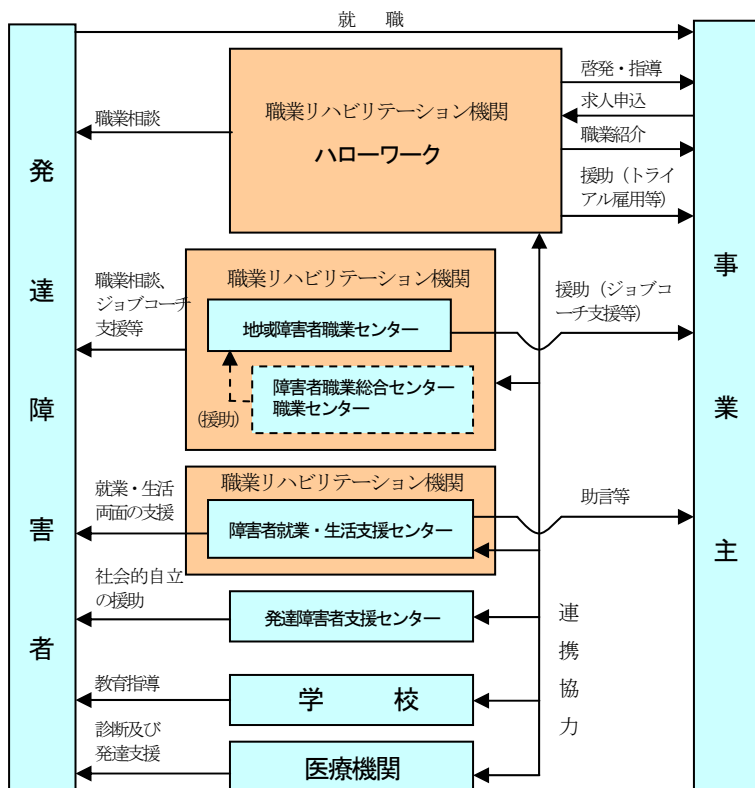 就 職
発達障害者
事業主
職業リハビリテーション機関
ハローワーク
職業相談
啓発・指導
求人申込
職業紹介
援助（トライ
アル雇用等）
職業リハビリテーション機関
地域障害者職業センター
障害者職業総合センター
職業センター
（援助）
職業相談、
ジョブコーチ
支援等
援助（ジョブコ
ーチ支援等）
職業リハビリテーション機関
障害者就業・生活支援センター
就業・生活
両面の支援
助言等
社会的自立
の援助
発達障害者支援センター
連携協力
教育指導
学 校
診断及び
発達支援
医療機関